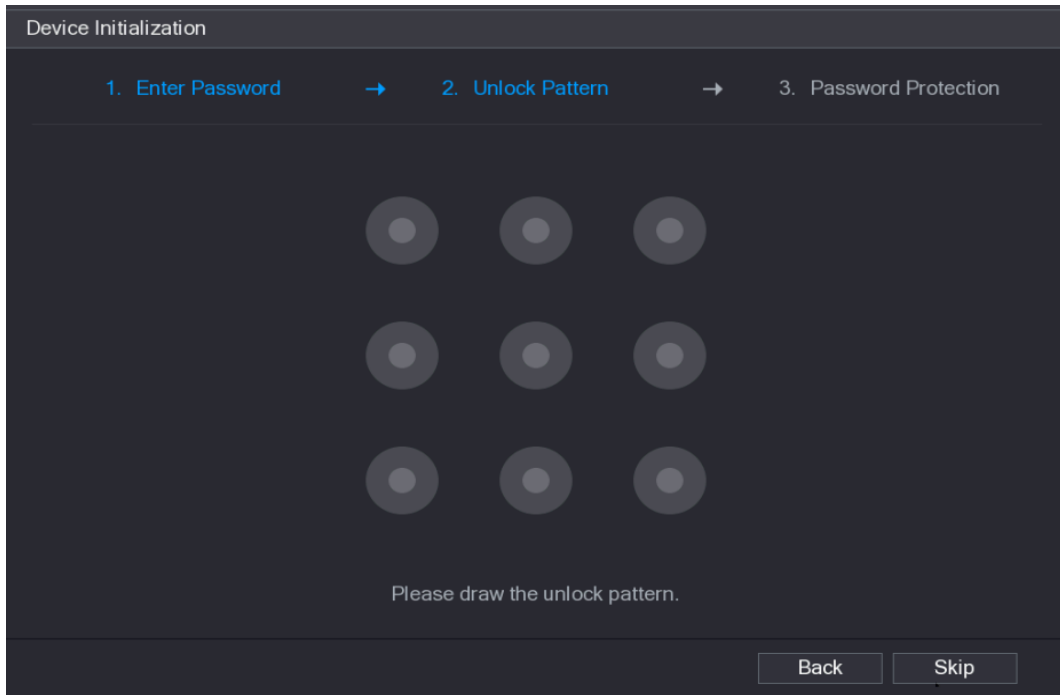 Device Initialization
1. Enter Password → 2. Unlock Pattern → 3. Password Protection
Please draw the unlock pattern.
Back Skip